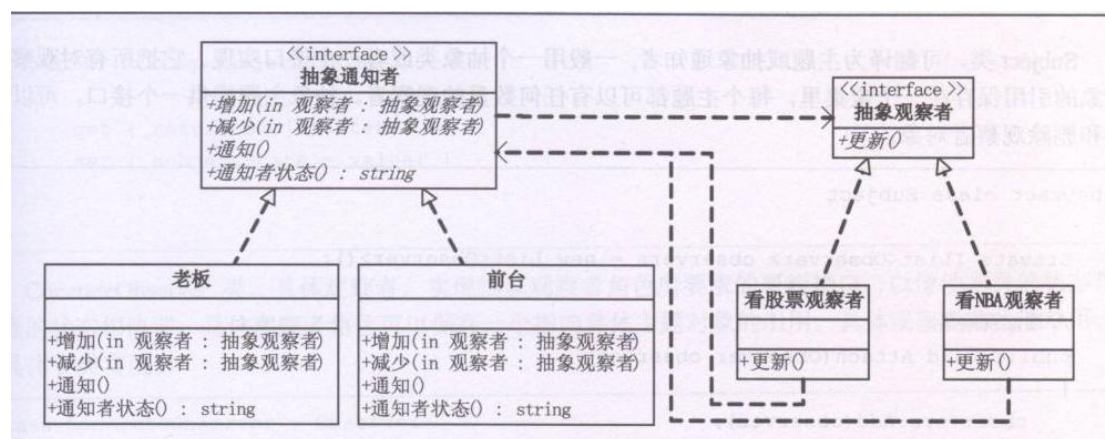 <<interface>>
抽象通知者
+增加(in 观察者 : 抽象观察者)
+减少(in 观察者 : 抽象观察者)
+通知()
+通知者状态() : string
<<interface>>
抽象观察者
+更新()
老板
+增加(in 观察者 : 抽象观察者)
+减少(in 观察者 : 抽象观察者)
+通知()
+通知者状态() : string
前台
+增加(in 观察者 : 抽象观察者)
+减少(in 观察者 : 抽象观察者)
+通知()
+通知者状态() : string
看股票观察者
+更新()
看NBA观察者
+更新()